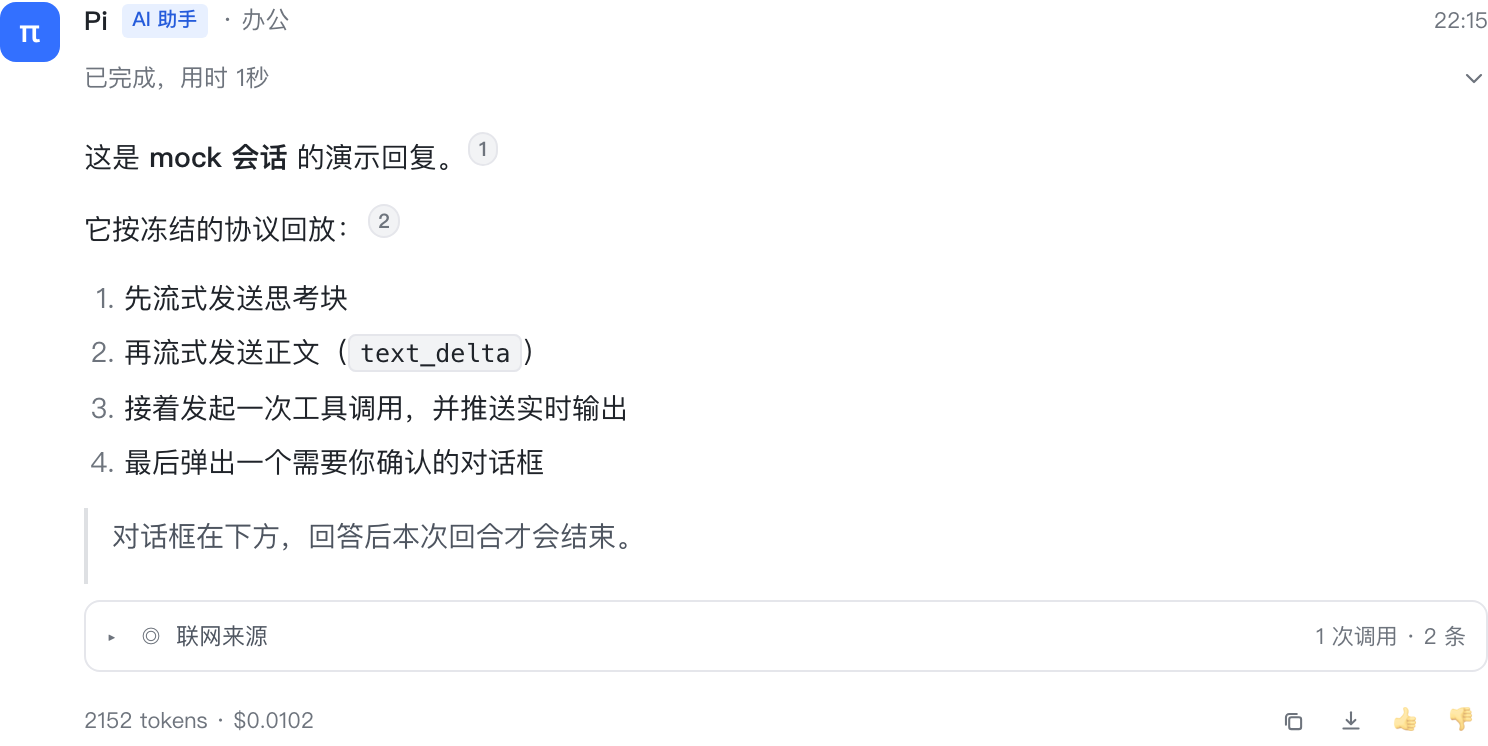 π Pi AI 助手 · 办公 22:15
已完成，用时 1秒
这是 mock 会话 的演示回复。 1
它按冻结的协议回放： 2
1. 先流式发送思考块
2. 再流式发送正文（text_delta）
3. 接着发起一次工具调用，并推送实时输出
4. 最后弹出一个需要你确认的对话框
对话框在下方，回答后本次回合才会结束。
▸ ◎ 联网来源 1 次调用 · 2 条
2152 tokens · $0.0102